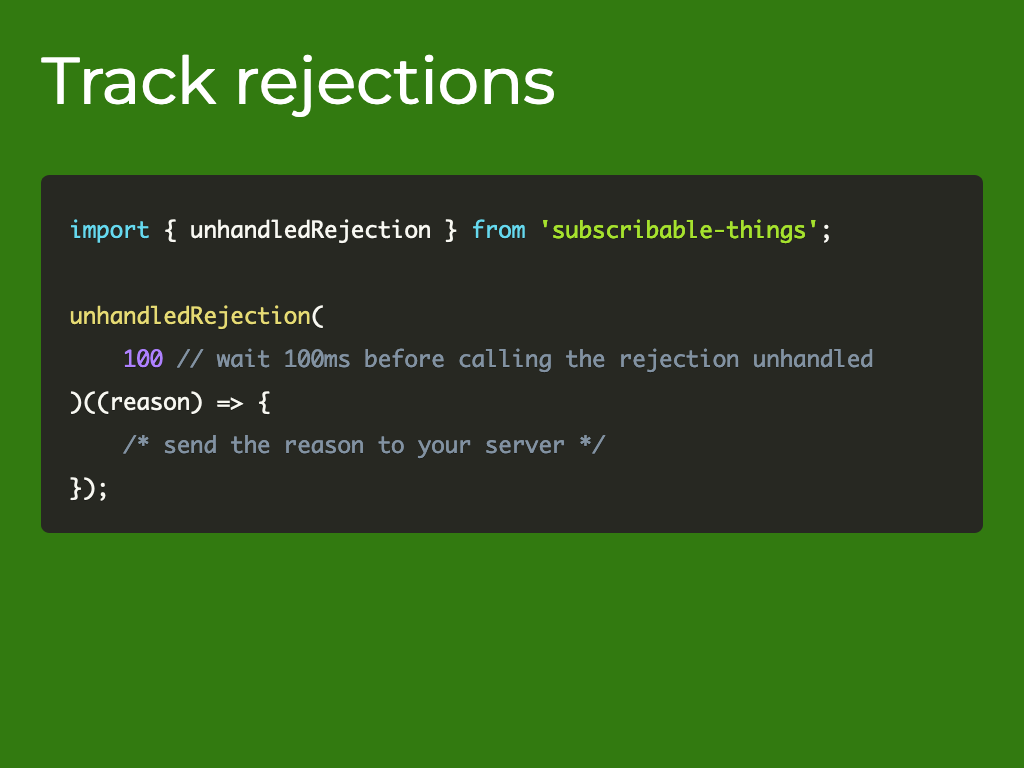 Track rejections
import { unhandledRejection } from 'subscribable-things';
unhandledRejection(
    100 // wait 100ms before calling the rejection unhandled
)((reason) => {
    /* send the reason to your server */
});